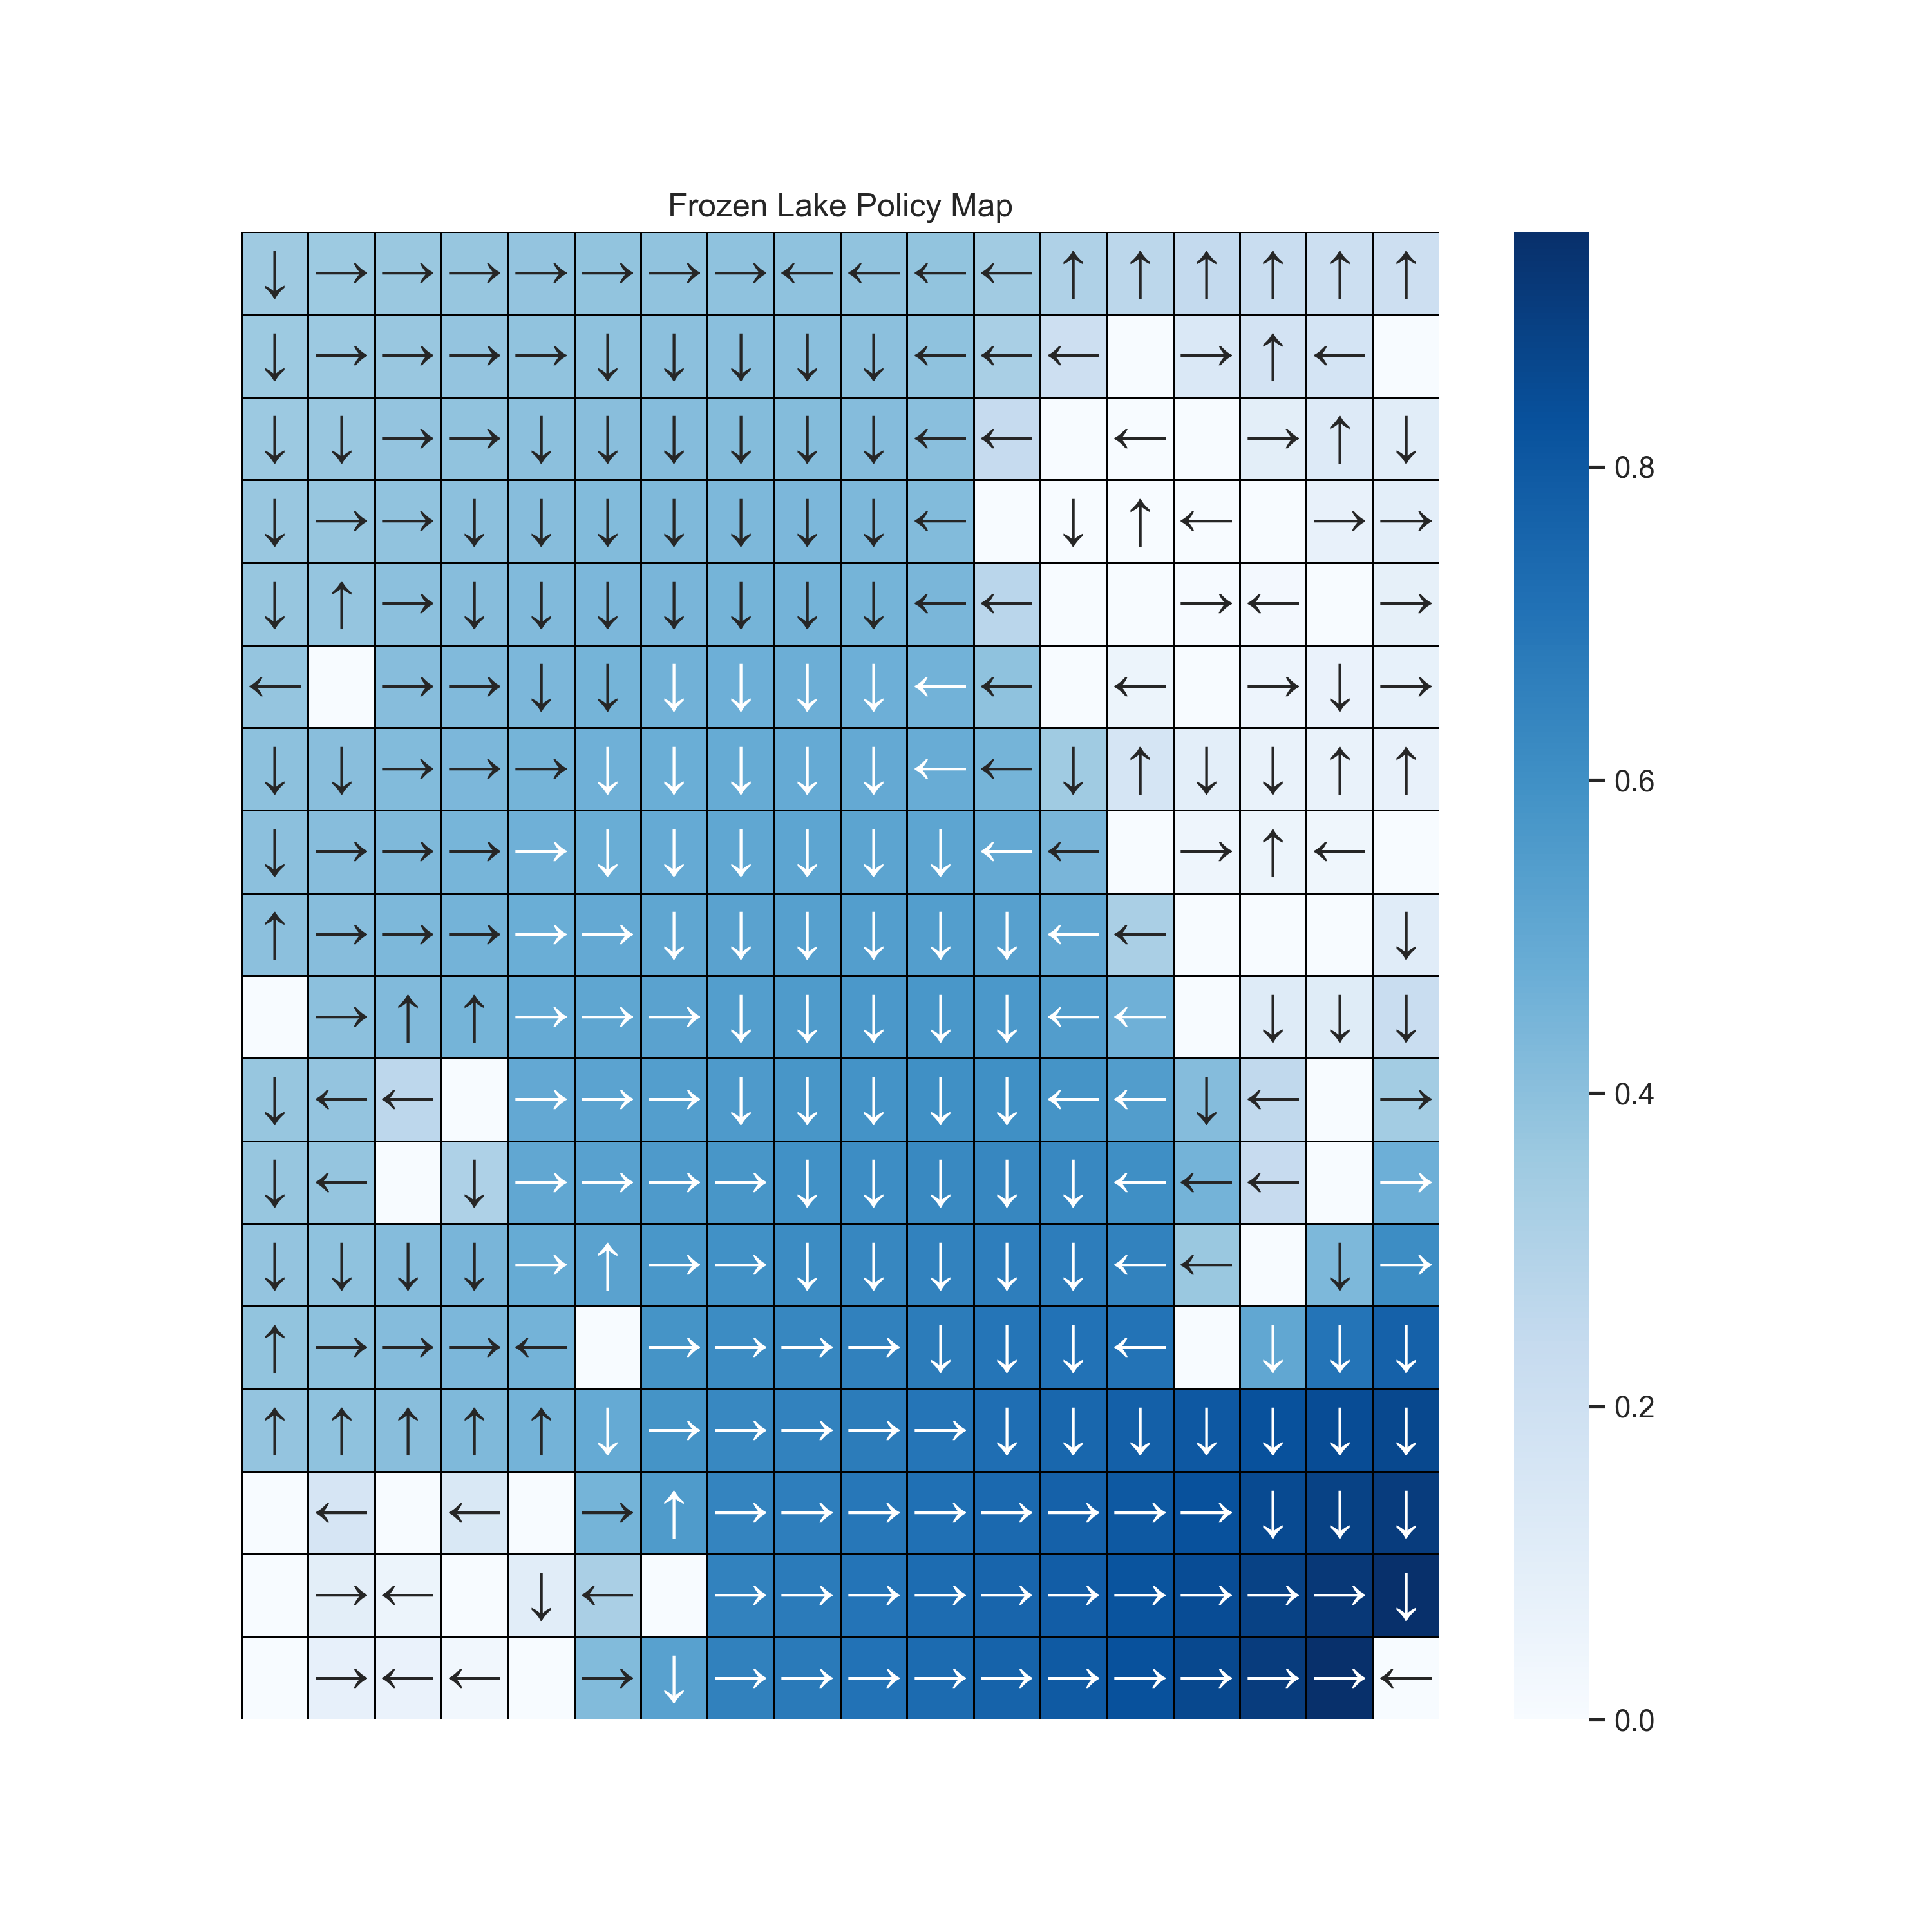 Frozen Lake Policy Map
↓ → → → → → → → ← ← ← ← ↑ ↑ ↑ ↑ ↑ ↑
↓ → → → → ↓ ↓ ↓ ↓ ↓ ← ← ← → ↑ ←
↓ ↓ → → ↓ ↓ ↓ ↓ ↓ ↓ ← ← ← → ↑ ↓
0.8
↓ → → ↓ ↓ ↓ ↓ ↓ ↓ ↓ ← ↓ ↑ ← → →
↓ ↑ → ↓ ↓ ↓ ↓ ↓ ↓ ↓ ← ← → ← →
← → → ↓ ↓ ↓ ↓ ↓ ↓ ← ← ← → ↓ →
↓ ↓ → → → ↓ ↓ ↓ ↓ ↓ ← ← ↓ ↑ ↓ ↓ ↑ ↑
0.6
↓ → → → → ↓ ↓ ↓ ↓ ↓ ↓ ← ← → ↑ ←
↑ → → → → → ↓ ↓ ↓ ↓ ↓ ↓ ← ← ↓
→ ↑ ↑ → → → ↓ ↓ ↓ ↓ ↓ ← ← ↓ ↓ ↓
↓ ← ← → → → ↓ ↓ ↓ ↓ ↓ ← ← ↓ ← →
0.4
↓ ← ↓ → → → → ↓ ↓ ↓ ↓ ↓ ← ← ← →
↓ ↓ ↓ ↓ → ↑ → → ↓ ↓ ↓ ↓ ↓ ← ← ↓ →
↑ → → → ← → → → → ↓ ↓ ↓ ← ↓ ↓ ↓
↑ ↑ ↑ ↑ ↑ ↓ → → → → → ↓ ↓ ↓ ↓ ↓ ↓ ↓
0.2
← ← → ↑ → → → → → → → → ↓ ↓ ↓
→ ← ↓ ← → → → → → → → → → → ↓
→ ← ← → ↓ → → → → → → → → → → ←
0.0